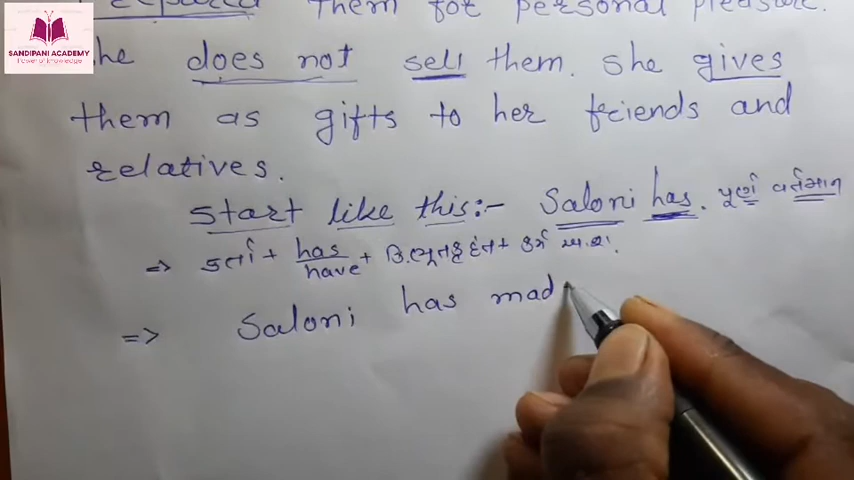 SANDIPANI ACADEMY
Power of knowledge
them for personal pleasure.
she does not sell them. she gives
them as gifts to her friends and
relatives.
Start like this:- Saloni has. પૂર્ણ વર્તમાન
=> કર્તા + has/have + ક્રિ.ભૂતકૃદંત + કર્મ અ.શ.
=> Saloni has mad